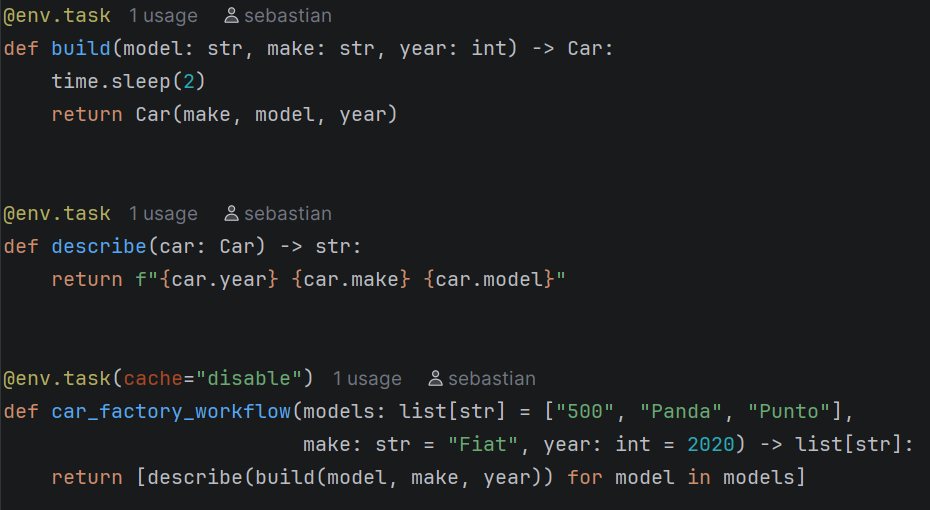 @env.task 1 usage sebastian
def build(model: str, make: str, year: int) -> Car:
    time.sleep(2)
    return Car(make, model, year)
@env.task 1 usage sebastian
def describe(car: Car) -> str:
    return f"{car.year} {car.make} {car.model}"
@env.task(cache="disable") 1 usage sebastian
def car_factory_workflow(models: list[str] = ["500", "Panda", "Punto"],
                         make: str = "Fiat", year: int = 2020) -> list[str]:
    return [describe(build(model, make, year)) for model in models]